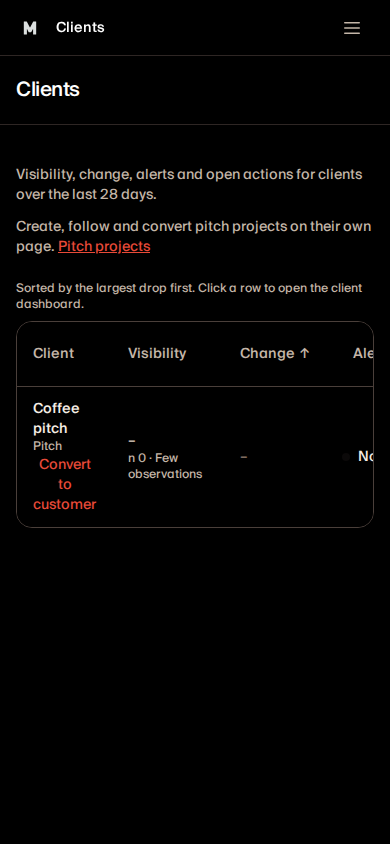 M Clients
Clients
Visibility, change, alerts and open actions for clients
over the last 28 days.
Create, follow and convert pitch projects on their own
page. Pitch projects
Sorted by the largest drop first. Click a row to open the client
dashboard.
Client Visibility Change ↑ Ale
Coffee
pitch
Pitch
Convert
to
customer
–
n 0 · Few
observations
–
No